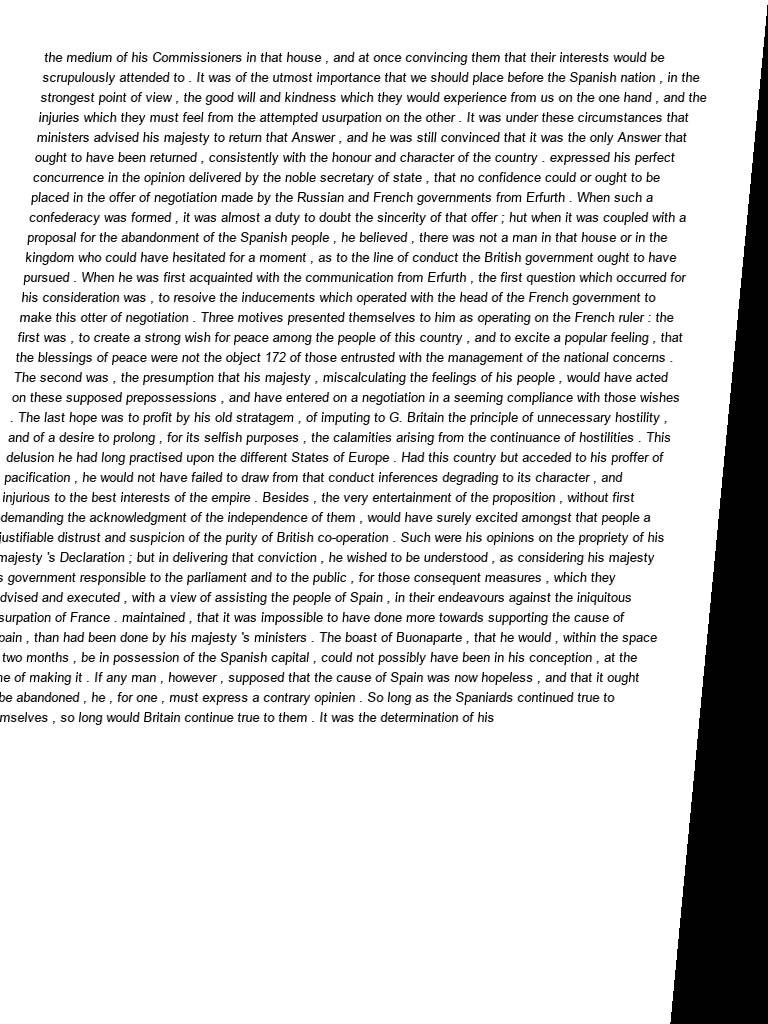 the medium of his Commissioners in that house , and at once convincing them that their interests would be
scrupulously attended to . It was of the utmost importance that we should place before the Spanish nation , in the
strongest point of view , the good will and kindness which they would experience from us on the one hand , and the
injuries which they must feel from the attempted usurpation on the other . It was under these circumstances that
ministers advised his majesty to return that Answer , and he was still convinced that it was the only Answer that
ought to have been returned , consistently with the honour and character of the country . expressed his perfect
concurrence in the opinion delivered by the noble secretary of state , that no confidence could or ought to be
placed in the offer of negotiation made by the Russian and French governments from Erfurth . When such a
confederacy was formed , it was almost a duty to doubt the sincerity of that offer ; hut when it was coupled with a
proposal for the abandonment of the Spanish people , he believed , there was not a man in that house or in the
kingdom who could have hesitated for a moment , as to the line of conduct the British government ought to have
pursued . When he was first acquainted with the communication from Erfurth , the first question which occurred for
his consideration was , to resoive the inducements which operated with the head of the French government to
make this otter of negotiation . Three motives presented themselves to him as operating on the French ruler : the
first was , to create a strong wish for peace among the people of this country , and to excite a popular feeling , that
the blessings of peace were not the object 172 of those entrusted with the management of the national concerns .
The second was , the presumption that his majesty , miscalculating the feelings of his people , would have acted
on these supposed prepossessions , and have entered on a negotiation in a seeming compliance with those wishes
. The last hope was to profit by his old stratagem , of imputing to G. Britain the principle of unnecessary hostility ,
and of a desire to prolong , for its selfish purposes , the calamities arising from the continuance of hostilities . This
delusion he had long practised upon the different States of Europe . Had this country but acceded to his proffer of
pacification , he would not have failed to draw from that conduct inferences degrading to its character , and
injurious to the best interests of the empire . Besides , the very entertainment of the proposition , without first
demanding the acknowledgment of the independence of them , would have surely excited amongst that people a
justifiable distrust and suspicion of the purity of British co-operation . Such were his opinions on the propriety of his
majesty 's Declaration ; but in delivering that conviction , he wished to be understood , as considering his majesty
s government responsible to the parliament and to the public , for those consequent measures , which they
dvised and executed , with a view of assisting the people of Spain , in their endeavours against the iniquitous
surpation of France . maintained , that it was impossible to have done more towards supporting the cause of
pain , than had been done by his majesty 's ministers . The boast of Buonaparte , that he would , within the space
two months , be in possession of the Spanish capital , could not possibly have been in his conception , at the
ne of making it . If any man , however , supposed that the cause of Spain was now hopeless , and that it ought
be abandoned , he , for one , must express a contrary opinien . So long as the Spaniards continued true to
mselves , so long would Britain continue true to them . It was the determination of his